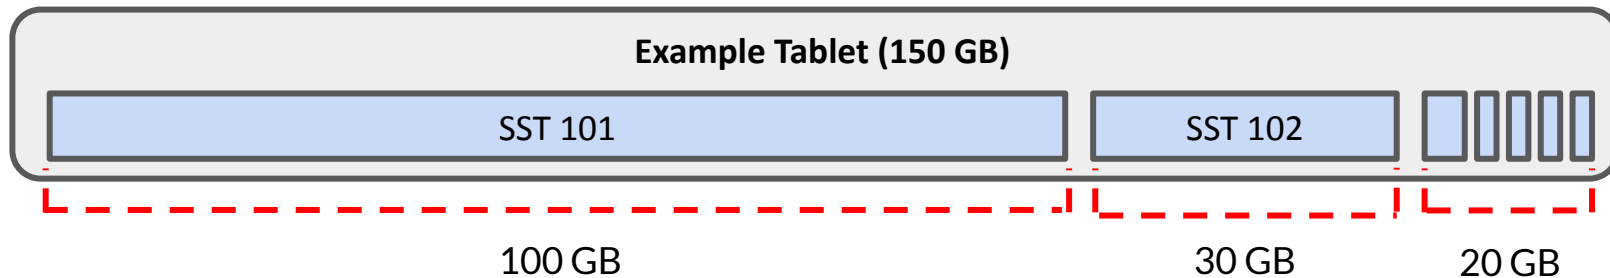 Example Tablet (150 GB)
SST 101
SST 102
100 GB
30 GB
20 GB